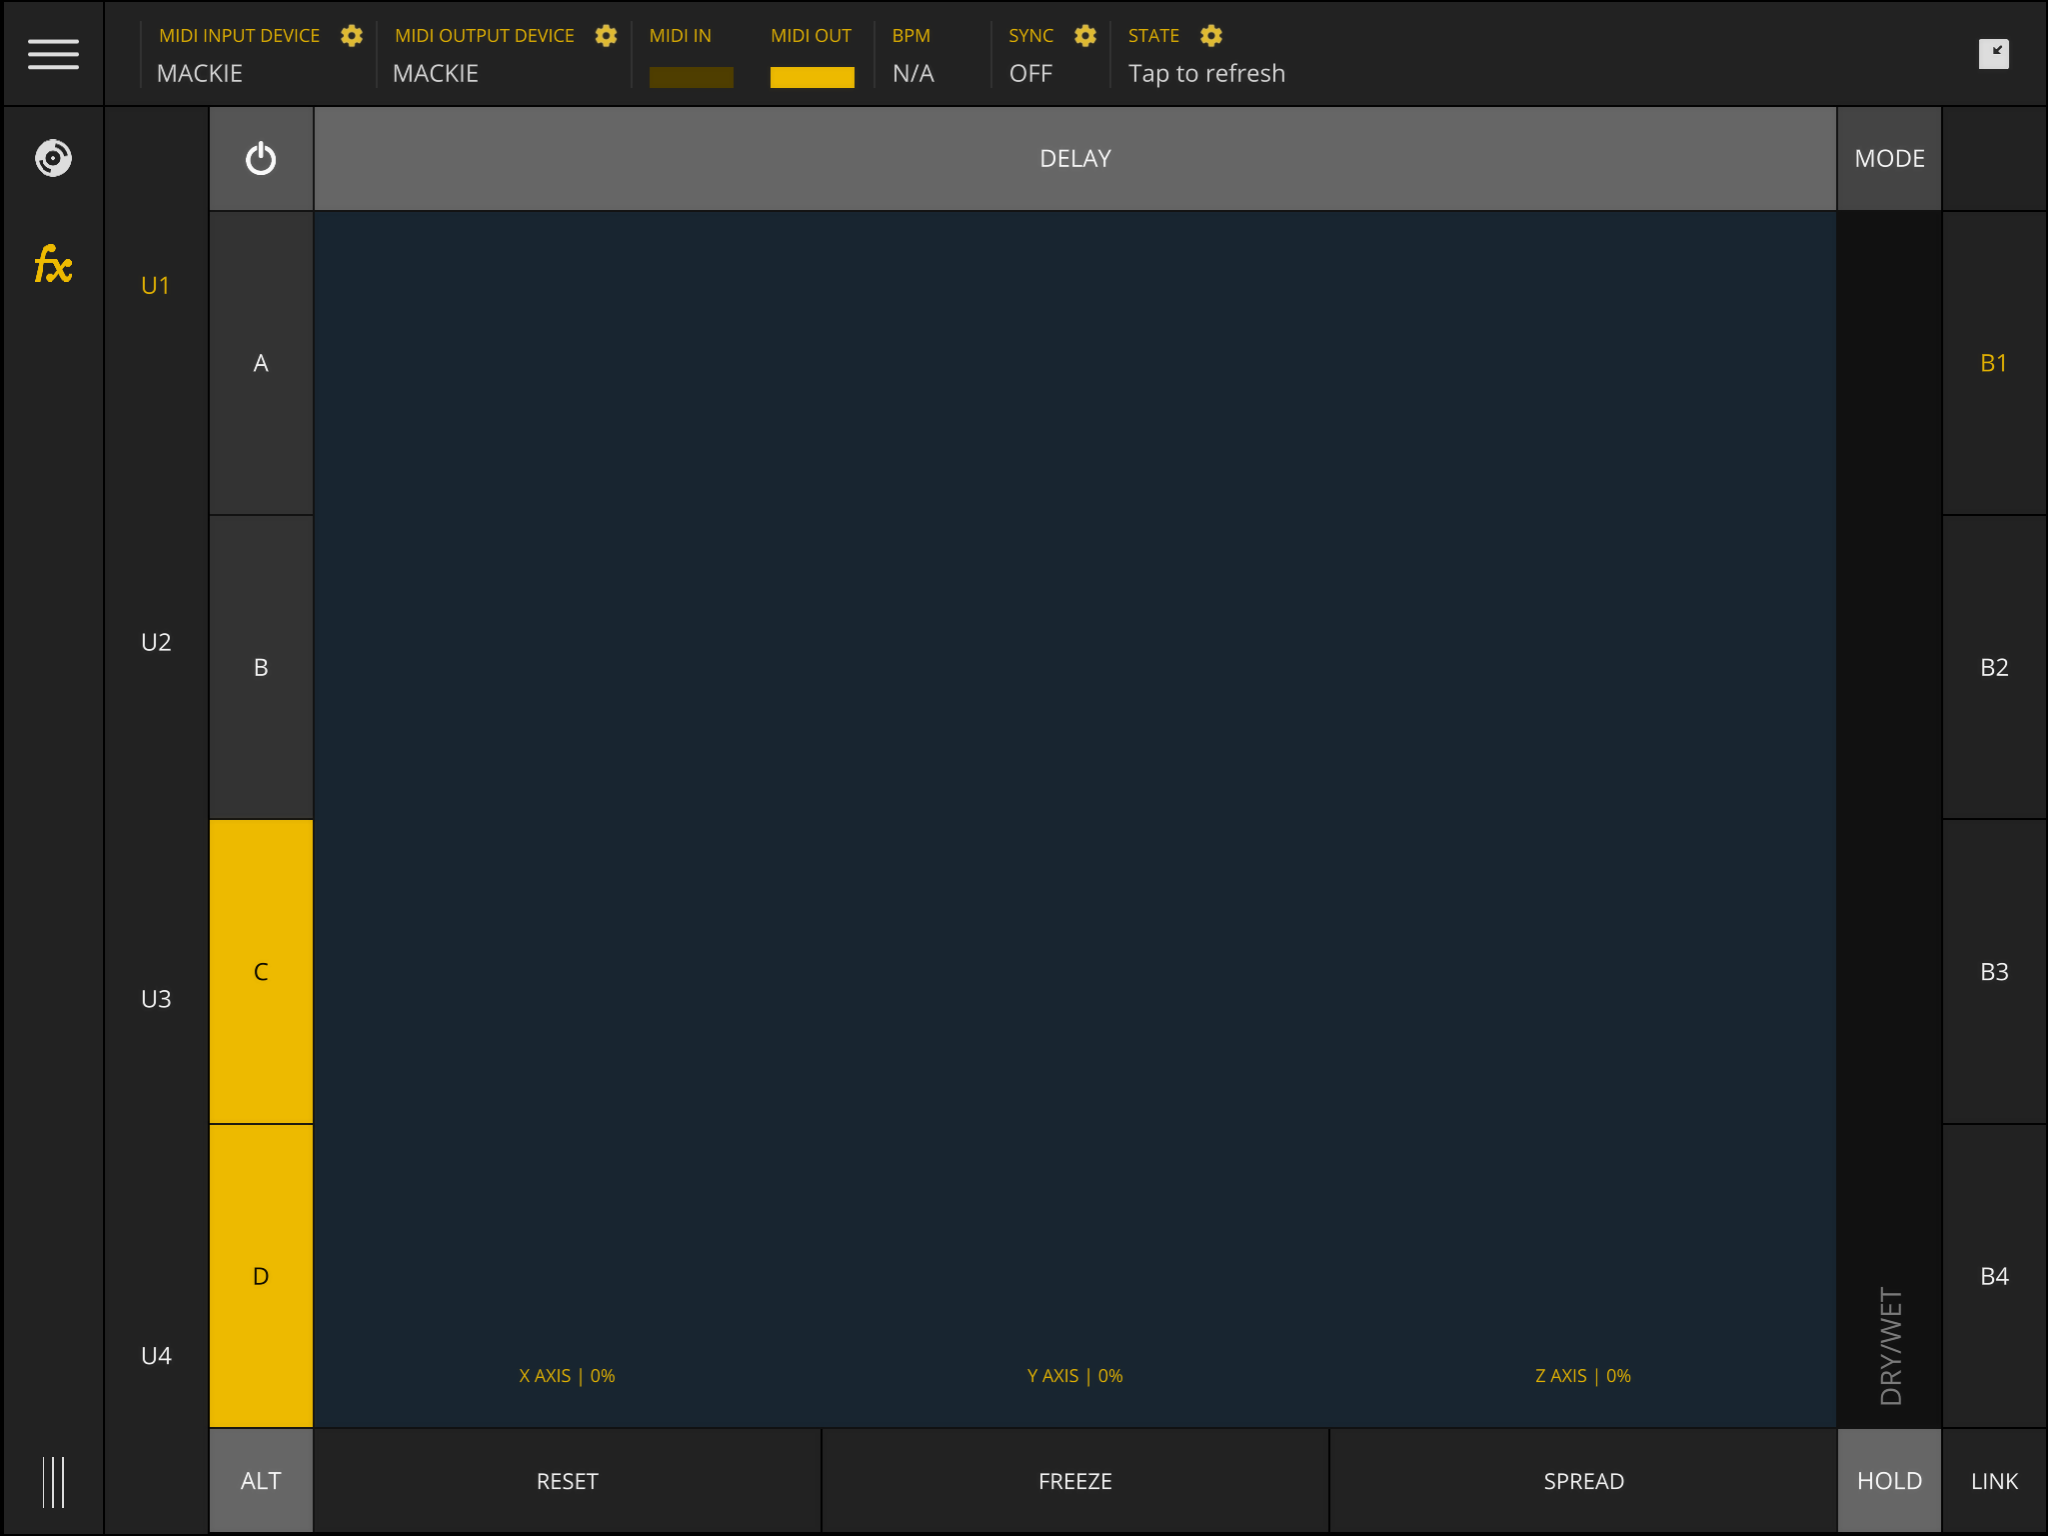 MIDI INPUT DEVICE
MACKIE
MIDI OUTPUT DEVICE
MACKIE
MIDI IN
MIDI OUT
BPM
N/A
SYNC
OFF
STATE
Tap to refresh
DELAY
MODE
fx
U1
U2
U3
U4
A
B
C
D
B1
B2
B3
B4
X AXIS | 0%
Y AXIS | 0%
Z AXIS | 0%
DRY/WET
ALT
RESET
FREEZE
SPREAD
HOLD
LINK